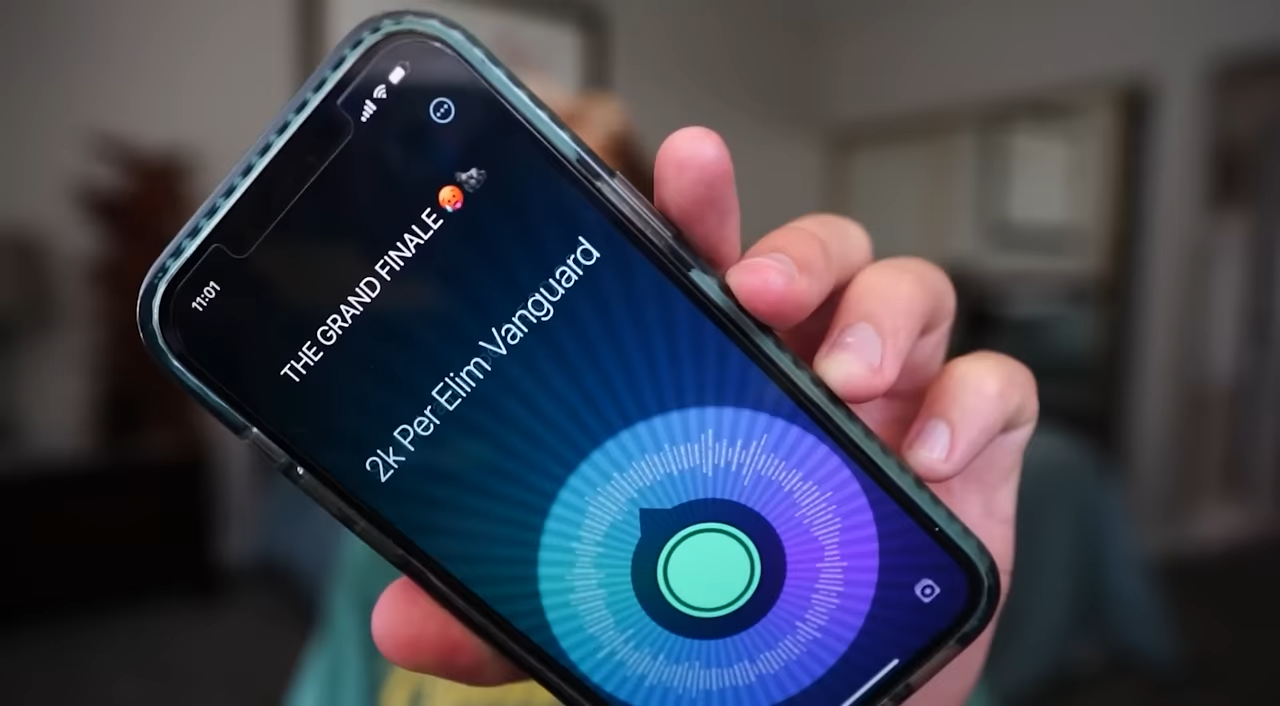 11:01
THE GRAND FINALE 🥵🪨
2k Per Elim Vanguard